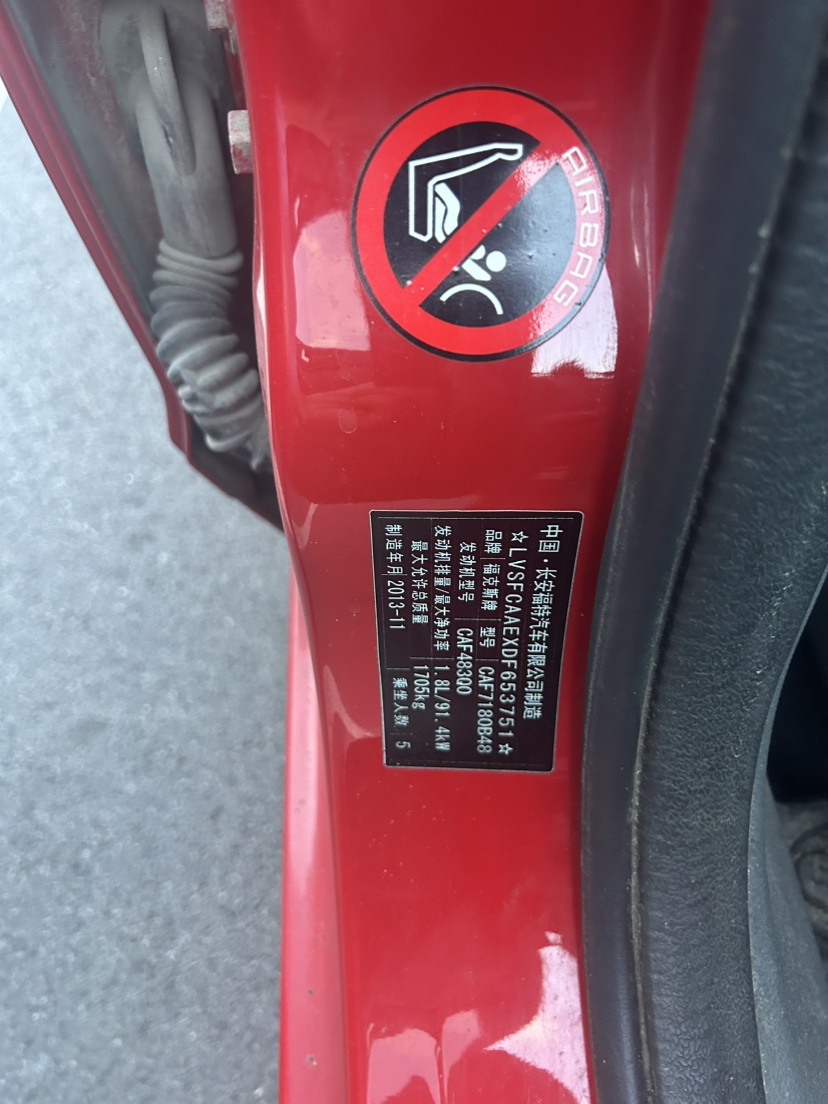 AIRBAG
中国·长安福特汽车有限公司制造
☆LVSFCAAEXDF653751☆
品牌 福克斯牌 型号 CAF7180B48
发动机型号 CAF483Q0
发动机排量/最大净功率 1.8L/91.4kW
最大允许总质量 1705kg
制造年月 2013-11 乘坐人数 5